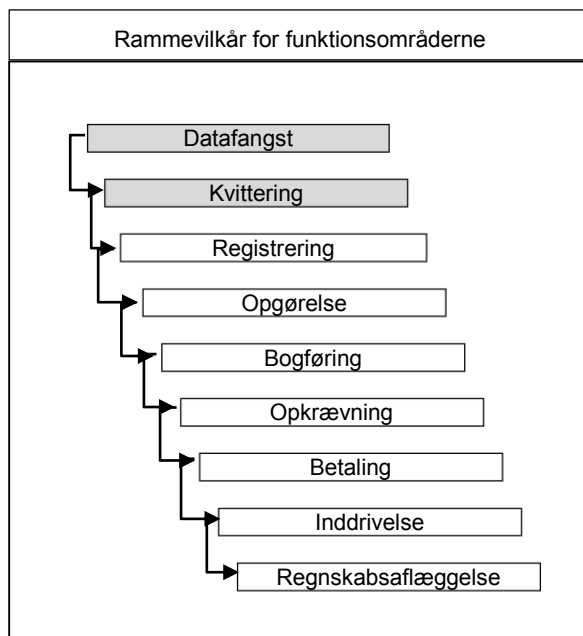 Rammevilkår for funktionsområderne
Datafangst
Kvittering
Registrering
Opgørelse
Bogføring
Opkrævning
Betaling
Inddrivelse
Regnskabsaflæggelse